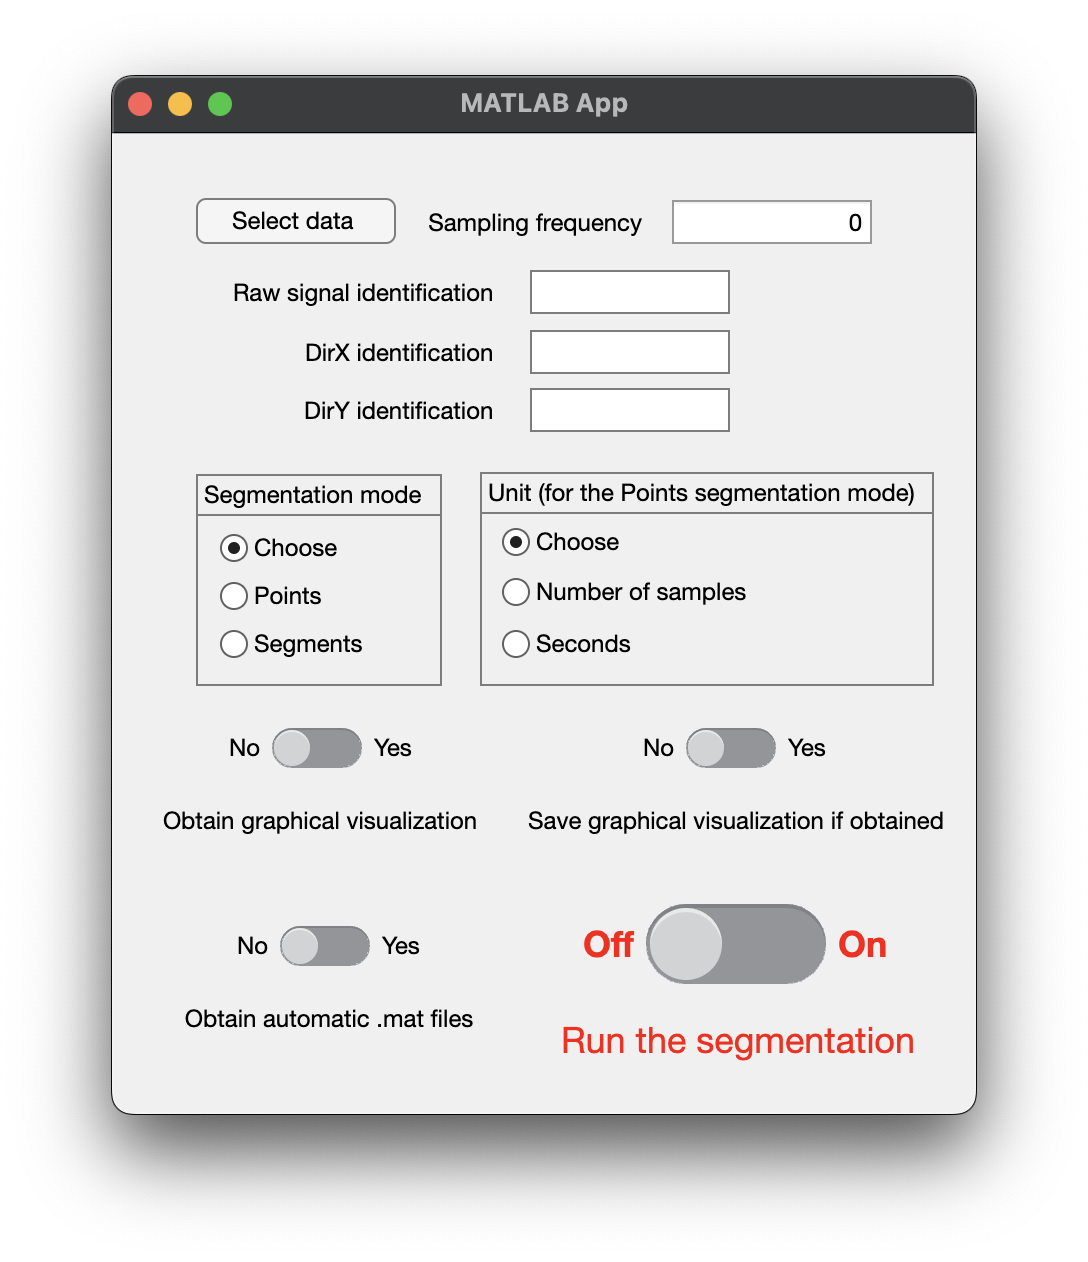 MATLAB App
Select data
Sampling frequency
0
Raw signal identification
DirX identification
DirY identification
Segmentation mode
Choose
Points
Segments
Unit (for the Points segmentation mode)
Choose
Number of samples
Seconds
No Yes
Obtain graphical visualization
No Yes
Save graphical visualization if obtained
No Yes
Obtain automatic .mat files
Off On
Run the segmentation